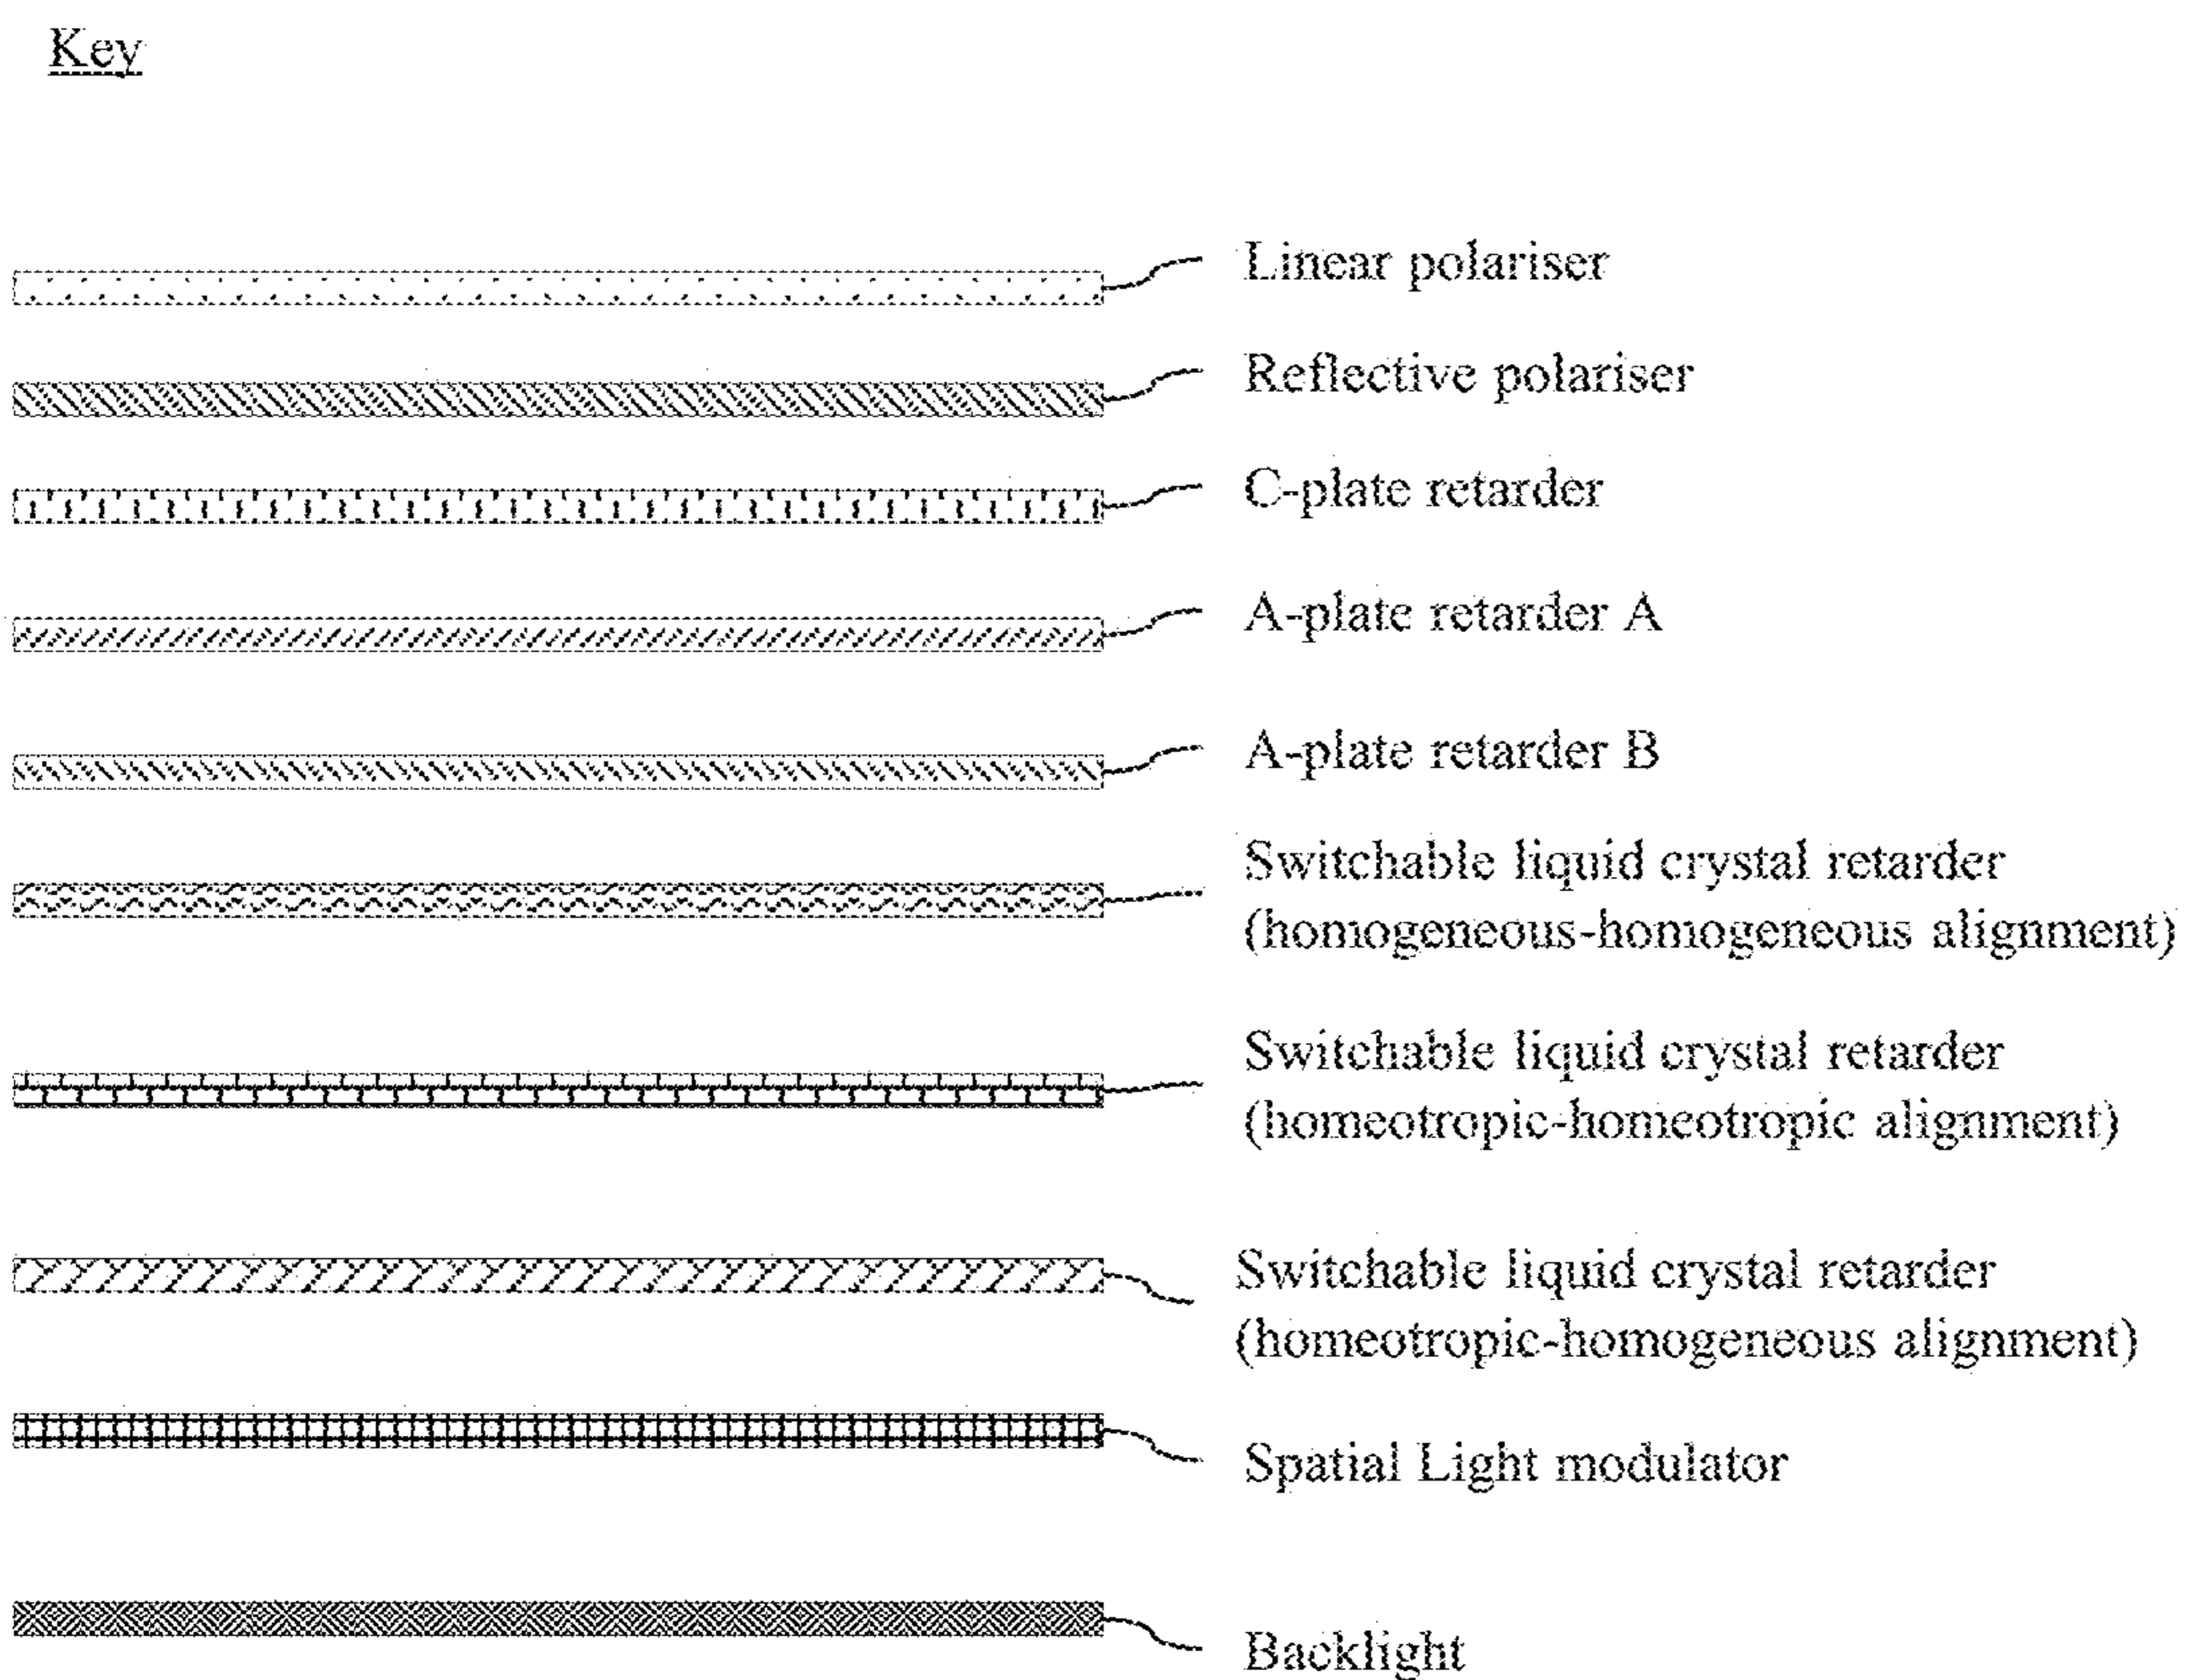 Key
Linear polariser
Reflective polariser
C-plate retarder
A-plate retarder A
A-plate retarder B
Switchable liquid crystal retarder
(homogeneous-homogeneous alignment)
Switchable liquid crystal retarder
(homeotropic-homeotropic alignment)
Switchable liquid crystal retarder
(homeotropic-homogeneous alignment)
Spatial Light modulator
Backlight